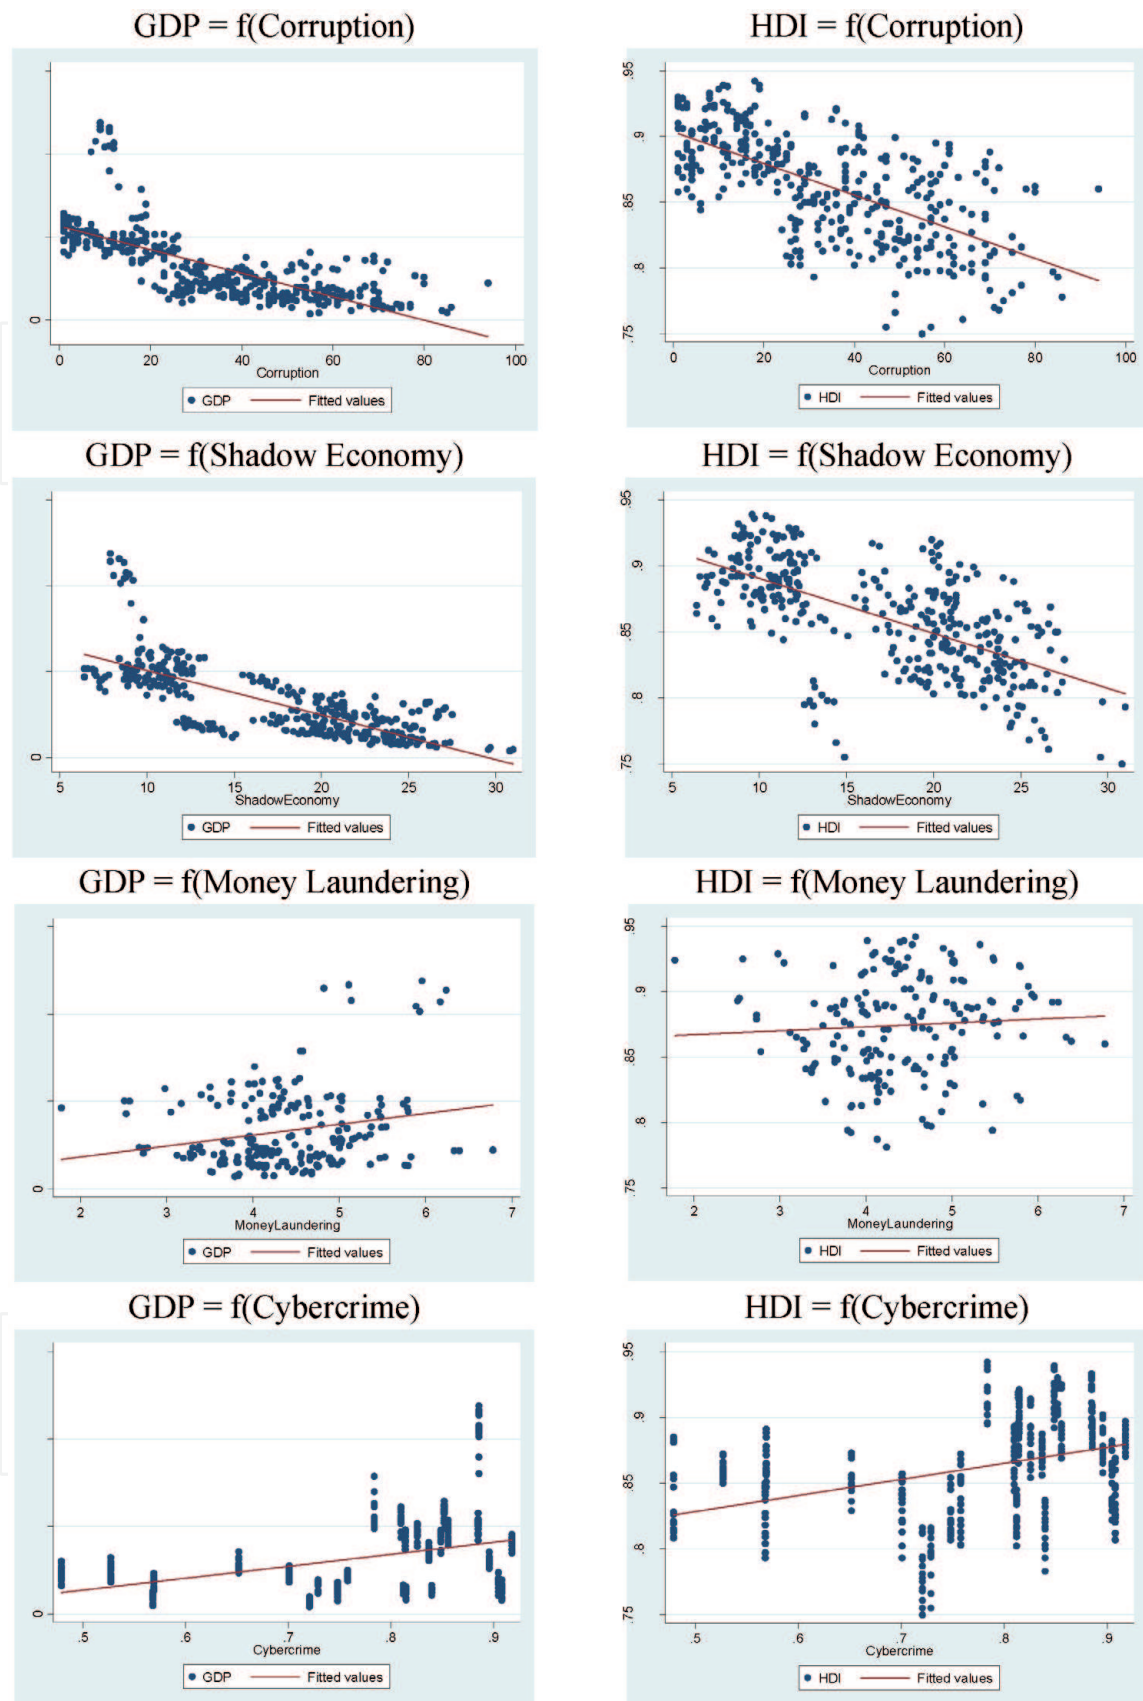 GDP = f(Corruption)
0
0 20 40 60 80 100
Corruption
GDP Fitted values
HDI = f(Corruption)
.95
.9
.85
.8
.75
0 20 40 60 80 100
Corruption
HDI Fitted values
GDP = f(Shadow Economy)
0
5 10 15 20 25 30
ShadowEconomy
GDP Fitted values
HDI = f(Shadow Economy)
.95
.9
.85
.8
.75
5 10 15 20 25 30
ShadowEconomy
HDI Fitted values
GDP = f(Money Laundering)
0
2 3 4 5 6 7
MoneyLaundering
GDP Fitted values
HDI = f(Money Laundering)
.95
.9
.85
.8
.75
2 3 4 5 6 7
MoneyLaundering
HDI Fitted values
GDP = f(Cybercrime)
0
.5 .6 .7 .8 .9
Cybercrime
GDP Fitted values
HDI = f(Cybercrime)
.95
.9
.85
.8
.75
.5 .6 .7 .8 .9
Cybercrime
HDI Fitted values